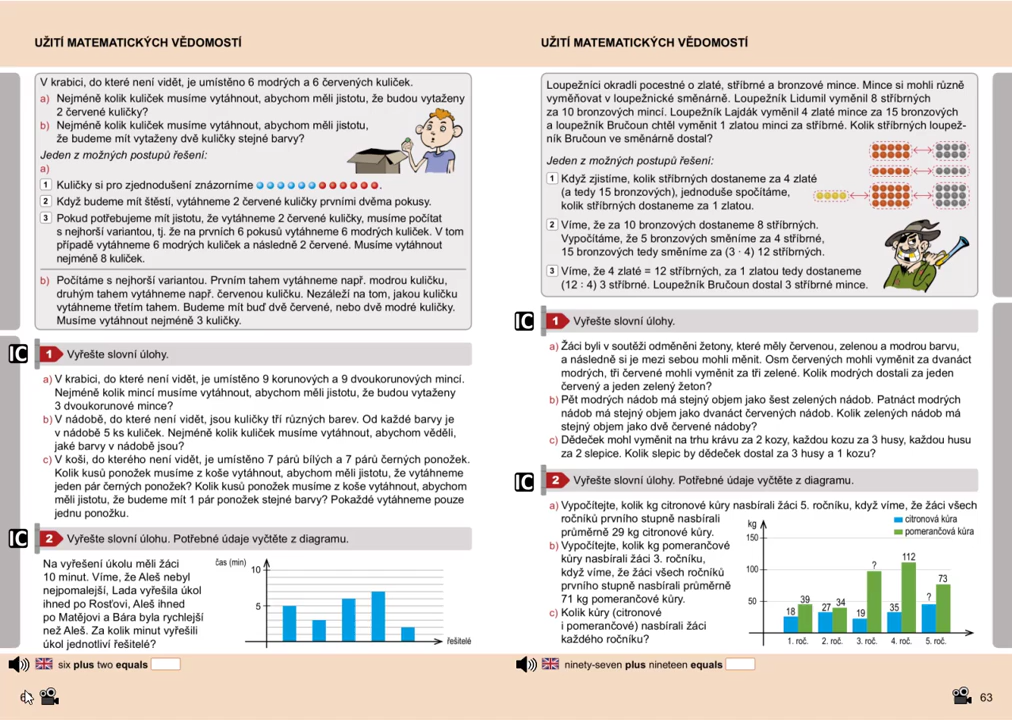 UŽITÍ MATEMATICKÝCH VĚDOMOSTÍ
V krabici, do které není vidět, je umístěno 6 modrých a 6 červených kuliček.
a) Nejméně kolik kuliček musíme vytáhnout, abychom měli jistotu, že budou vytaženy
2 červené kuličky?
b) Nejméně kolik kuliček musíme vytáhnout, abychom měli jistotu,
že budeme mít vytaženy dvě kuličky stejné barvy?
Jeden z možných postupů řešení:
a)
1 Kuličky si pro zjednodušení znázorníme
2 Když budeme mít štěstí, vytáhneme 2 červené kuličky prvními dvěma pokusy.
3 Pokud potřebujeme mít jistotu, že vytáhneme 2 červené kuličky, musíme počítat
s nejhorší variantou, tj. že na prvních 6 pokusů vytáhneme 6 modrých kuliček. V tom
případě vytáhneme 6 modrých kuliček a následně 2 červené. Musíme vytáhnout
nejméně 8 kuliček.
b) Počítáme s nejhorší variantou. Prvním tahem vytáhneme např. modrou kuličku,
druhým tahem vytáhneme např. červenou kuličku. Nezáleží na tom, jakou kuličku
vytáhneme třetím tahem. Budeme mít buď dvě červené, nebo dvě modré kuličky.
Musíme vytáhnout nejméně 3 kuličky.
IC 1 Vyřešte slovní úlohy.
a) V krabici, do které není vidět, je umístěno 9 korunových a 9 dvoukorunových mincí.
Nejméně kolik mincí musíme vytáhnout, abychom měli jistotu, že budou vytaženy
3 dvoukorunové mince?
b) V nádobě, do které není vidět, jsou kuličky tří různých barev. Od každé barvy je
v nádobě 5 ks kuliček. Nejméně kolik kuliček musíme vytáhnout, abychom věděli,
jaké barvy v nádobě jsou?
c) V koši, do kterého není vidět, je umístěno 7 párů bílých a 7 párů černých ponožek.
Kolik kusů ponožek musíme z koše vytáhnout, abychom měli jistotu, že vytáhneme
jeden pár černých ponožek? Kolik kusů ponožek musíme z koše vytáhnout, abychom
měli jistotu, že budeme mít 1 pár ponožek stejné barvy? Pokaždé vytáhneme pouze
jednu ponožku.
IC 2 Vyřešte slovní úlohu. Potřebné údaje vyčtěte z diagramu.
Na vyřešení úkolu měli žáci
10 minut. Víme, že Aleš nebyl
nejpomalejší, Lada vyřešila úkol
ihned po Rosťovi, Aleš ihned
po Matějovi a Bára byla rychlejší
než Aleš. Za kolik minut vyřešili
úkol jednotliví řešitelé?
čas (min)
10
5
řešitelé
six plus two equals
UŽITÍ MATEMATICKÝCH VĚDOMOSTÍ
Loupežníci okradli pocestné o zlaté, stříbrné a bronzové mince. Mince si mohli různě
vyměňovat v loupežnické směnárně. Loupežník Lidumil vyměnil 8 stříbrných
za 10 bronzových mincí. Loupežník Lajdák vyměnil 4 zlaté mince za 15 bronzových
a loupežník Bručoun chtěl vyměnit 1 zlatou minci za stříbrné. Kolik stříbrných loupež-
ník Bručoun ve směnárně dostal?
Jeden z možných postupů řešení:
1 Když zjistíme, kolik stříbrných dostaneme za 4 zlaté
(a tedy 15 bronzových), jednoduše spočítáme,
kolik stříbrných dostaneme za 1 zlatou.
2 Víme, že za 10 bronzových dostaneme 8 stříbrných.
Vypočítáme, že 5 bronzových směníme za 4 stříbrné,
15 bronzových tedy směníme za (3 · 4) 12 stříbrných.
3 Víme, že 4 zlaté = 12 stříbrných, za 1 zlatou tedy dostaneme
(12 : 4) 3 stříbrné. Loupežník Bručoun dostal 3 stříbrné mince.
IC 1 Vyřešte slovní úlohy.
a) Žáci byli v soutěži odměněni žetony, které měly červenou, zelenou a modrou barvu,
a následně si je mezi sebou mohli měnit. Osm červených mohli vyměnit za dvanáct
modrých, tři červené mohli vyměnit za tři zelené. Kolik modrých dostali za jeden
červený a jeden zelený žeton?
b) Pět modrých nádob má stejný objem jako šest zelených nádob. Patnáct modrých
nádob má stejný objem jako dvanáct červených nádob. Kolik zelených nádob má
stejný objem jako dvě červené nádoby?
c) Dědeček mohl vyměnit na trhu krávu za 2 kozy, každou kozu za 3 husy, každou husu
za 2 slepice. Kolik slepic by dědeček dostal za 3 husy a 1 kozu?
IC 2 Vyřešte slovní úlohy. Potřebné údaje vyčtěte z diagramu.
a) Vypočítejte, kolik kg citronové kůry nasbírali žáci 5. ročníku, když víme, že žáci všech
ročníků prvního stupně nasbírali
průměrně 29 kg citronové kůry.
b) Vypočítejte, kolik kg pomerančové
kůry nasbírali žáci 3. ročníku,
když víme, že žáci všech ročníků
prvního stupně nasbírali průměrně
71 kg pomerančové kůry.
c) Kolik kůry (citronové
i pomerančové) nasbírali žáci
každého ročníku?
kg
150
100
50
citronová kůra
pomerančová kůra
18 39 27 34 19 ? 35 112 ? 73
1. roč. 2. roč. 3. roč. 4. roč. 5. roč.
ninety-seven plus nineteen equals
63